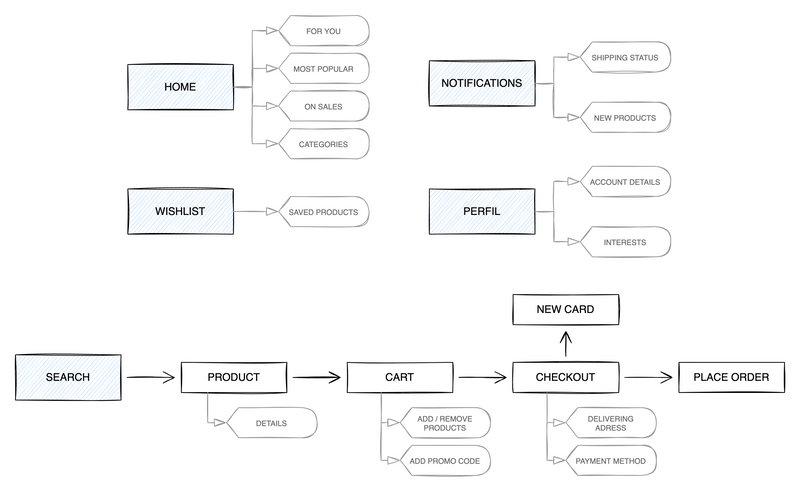 HOME
FOR YOU
MOST POPULAR
ON SALES
CATEGORIES
NOTIFICATIONS
SHIPPING STATUS
NEW PRODUCTS
WISHLIST
SAVED PRODUCTS
PERFIL
ACCOUNT DETAILS
INTERESTS
NEW CARD
SEARCH
PRODUCT
CART
CHECKOUT
PLACE ORDER
DETAILS
ADD / REMOVE
PRODUCTS
ADD PROMO CODE
DELIVERING
ADRESS
PAYMENT METHOD